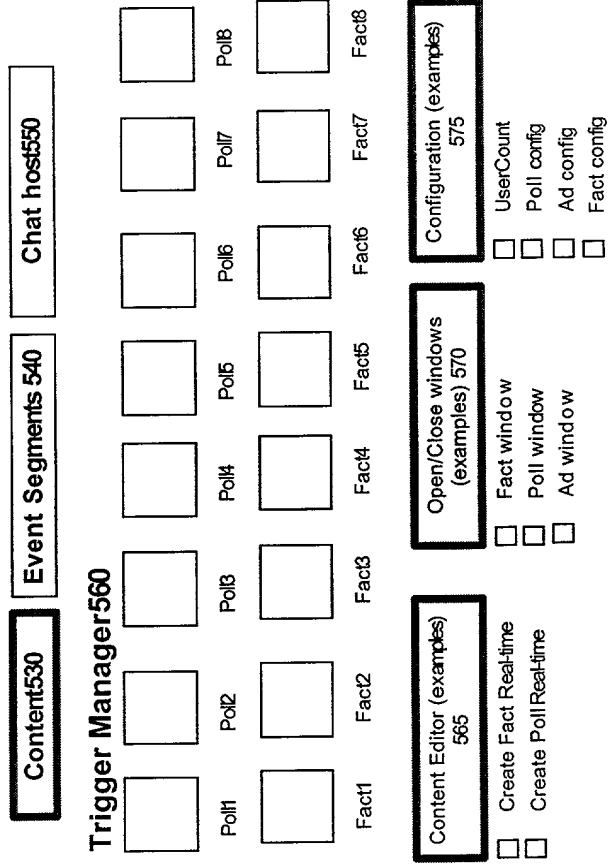 Content530
Event Segments 540
Chat host550
Trigger Manager560
Poll1
Poll2
Poll3
Poll4
Poll5
Poll6
Poll7
Poll8
Fact1
Fact2
Fact3
Fact4
Fact5
Fact6
Fact7
Fact8
Content Editor (examples)
565
Create Fact Real-time
Create Poll Real-time
Open/Close windows
(examples) 570
Fact window
Poll window
Ad window
Configuration (examples)
575
UserCount
Poll config
Ad config
Fact config